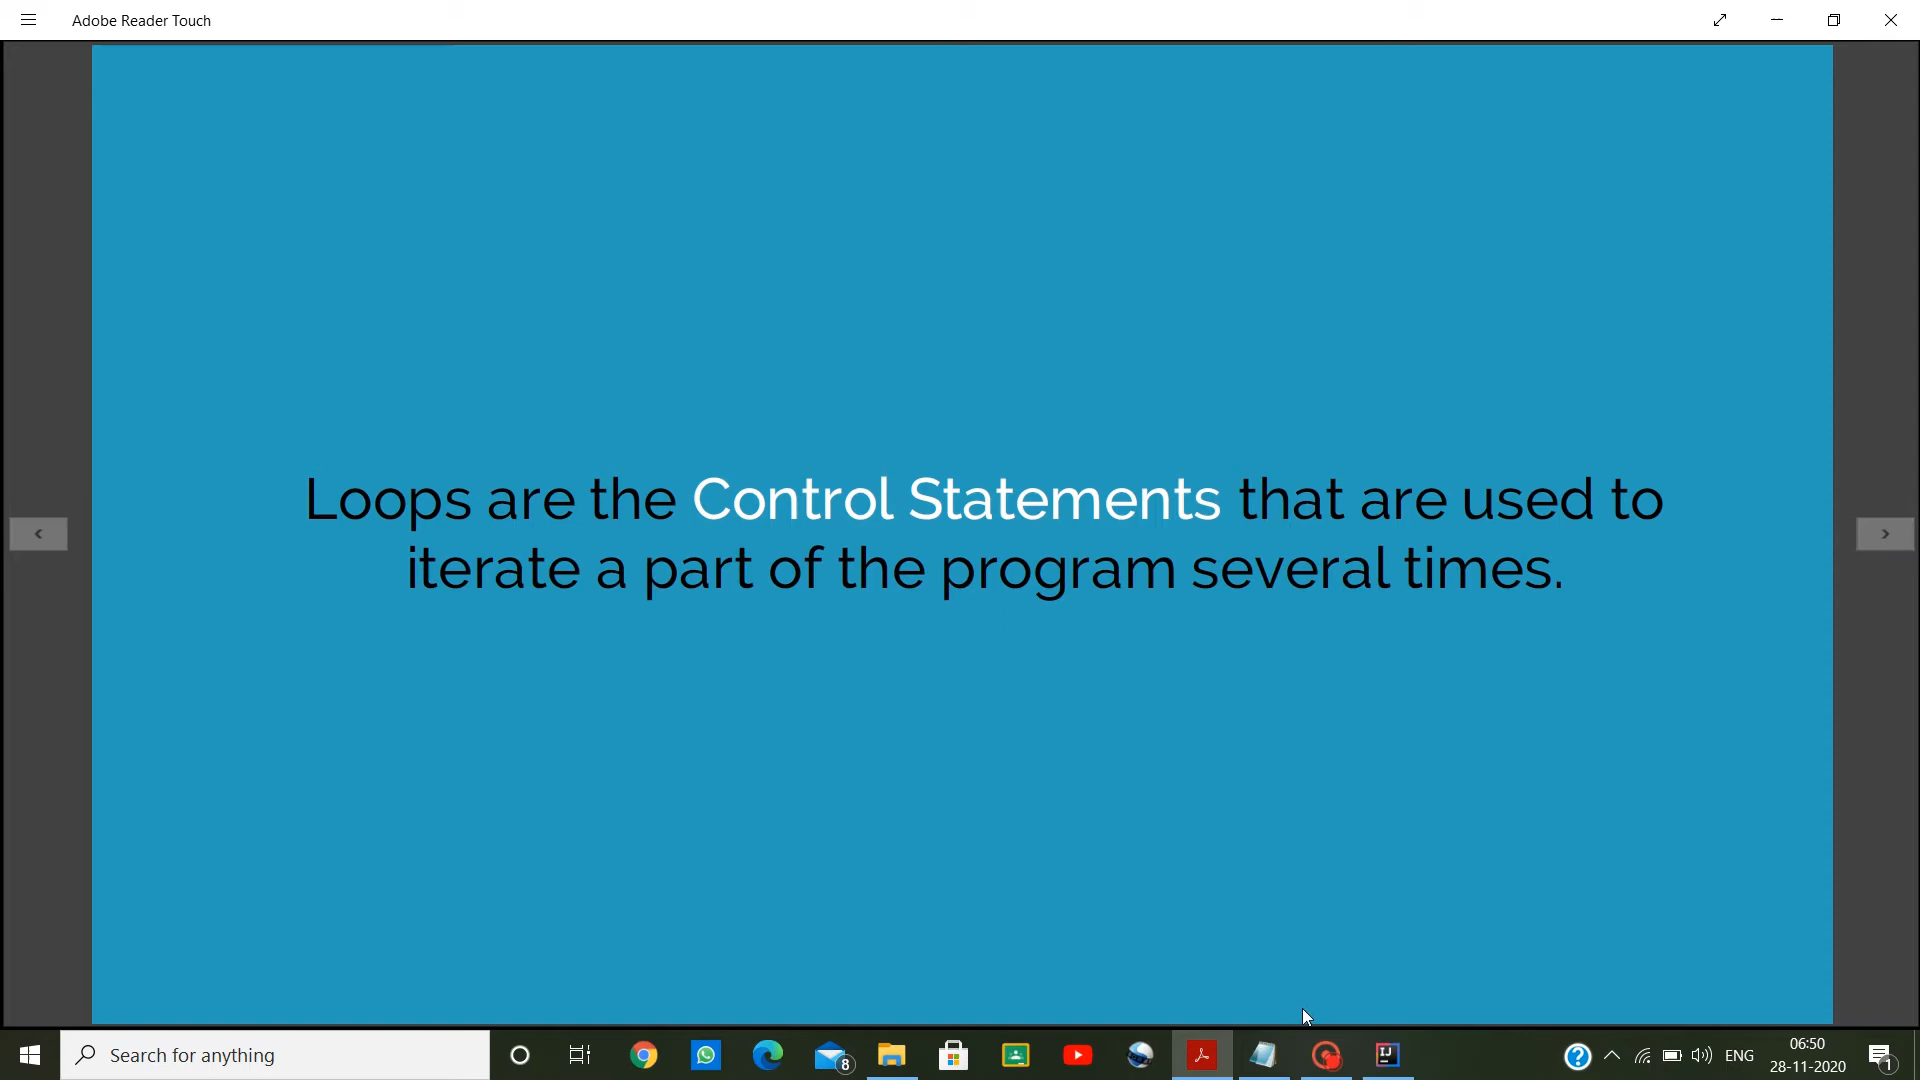 Adobe Reader Touch
Loops are the Control Statements that are used to
iterate a part of the program several times.
Search for anything
8
IJ
ENG
06:50
28-11-2020
1